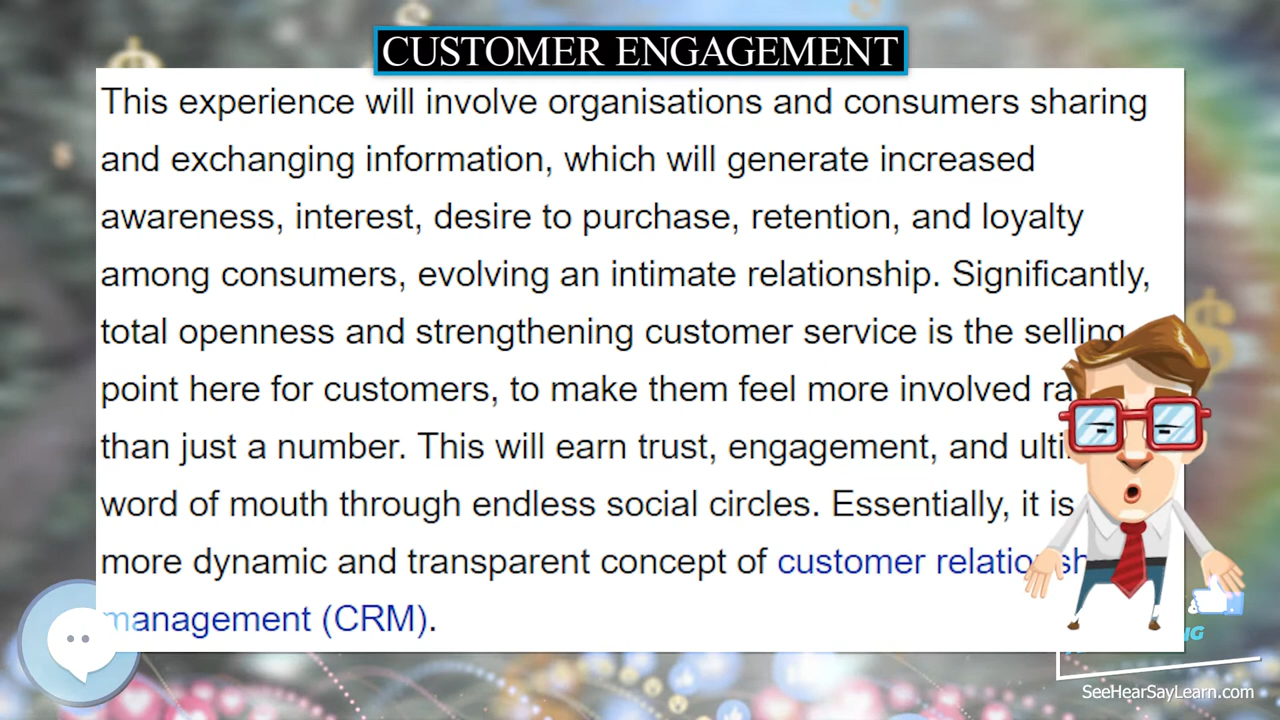 CUSTOMER ENGAGEMENT
This experience will involve organisations and consumers sharing
and exchanging information, which will generate increased
awareness, interest, desire to purchase, retention, and loyalty
among consumers, evolving an intimate relationship. Significantly,
total openness and strengthening customer service is the selling
point here for customers, to make them feel more involved
than just a number. This will earn trust, engagement, and
word of mouth through endless social circles. Essentially, it is
more dynamic and transparent concept of customer
management (CRM).
SeeHearSayLearn.com